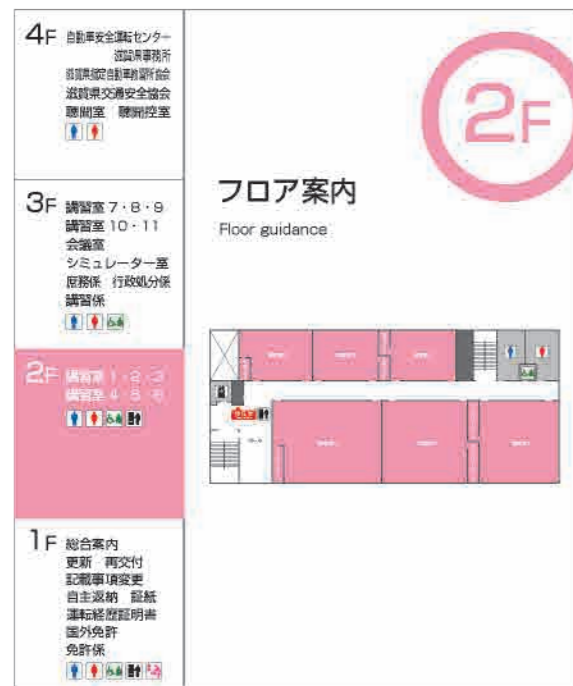 4F 自動車安全運転センター
滋賀県事務所
滋賀県指定自動車教習所協会
滋賀県交通安全協会
聴聞室 聴聞控室
3F 講習室 7・8・9
講習室 10・11
会議室
シミュレーター室
庶務係 行政処分係
講習係
2F 講習室 1・2・3
講習室 4・5・6
1F 総合案内
更新 再交付
記載事項変更
自主返納 証紙
運転経歴証明書
国外免許
免許係
2F
フロア案内
Floor guidance